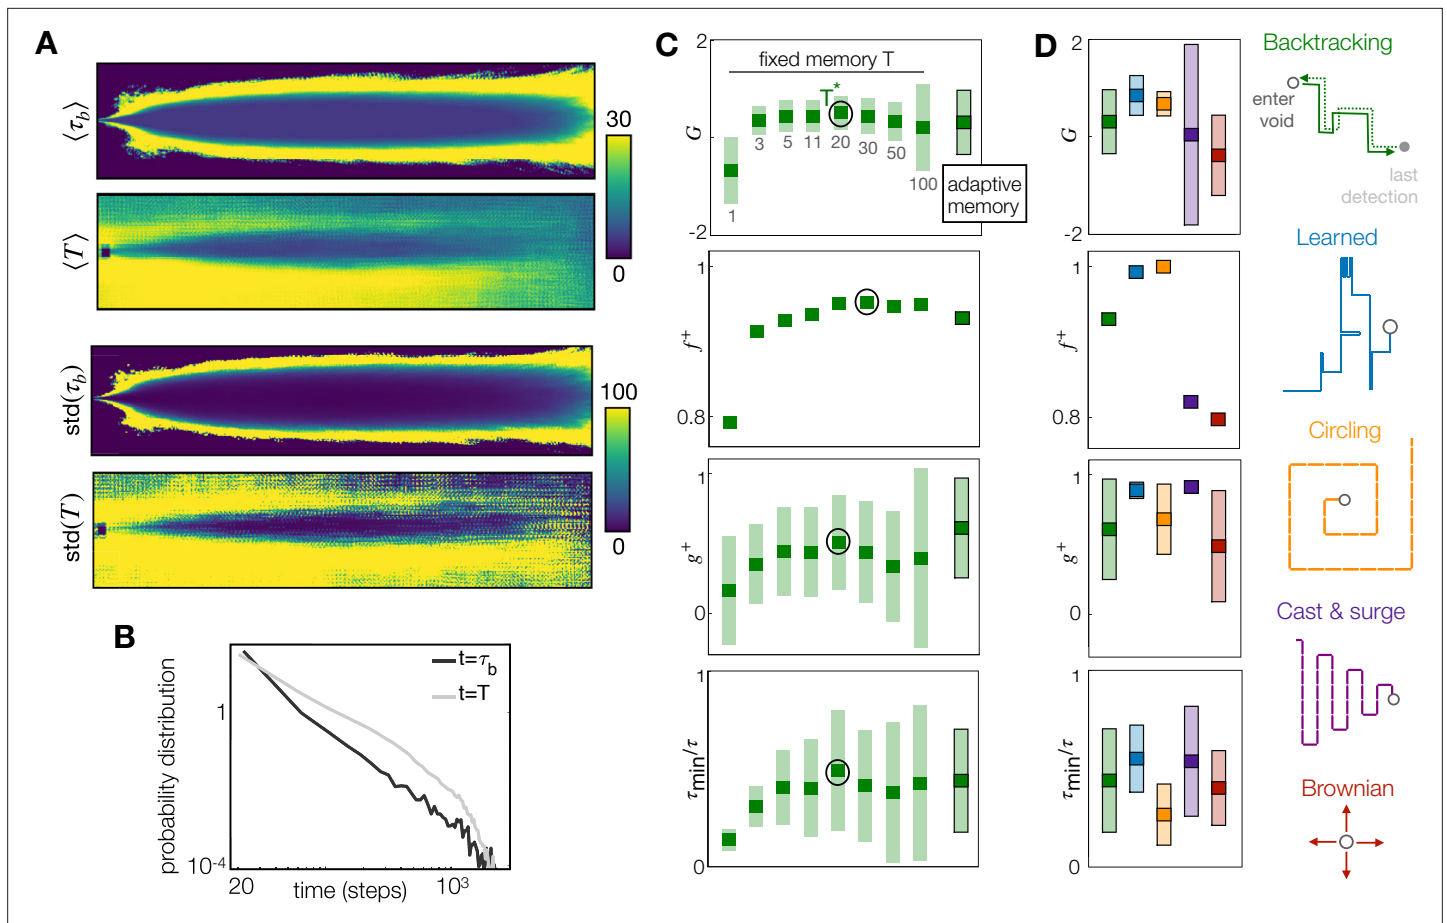 A
⟨τb⟩
30
⟨T⟩
0
std(τb)
100
std(T)
0
B
probability distribution
1
10-4
t=τb
t=T
20
10³
time (steps)
C
2
G
-2
fixed memory T
T*
1
3
5
11
20
30
50
100
adaptive
memory
1
f+
0.8
1
g+
0
1
τmin/τ
0
D
2
G
-2
1
f+
0.8
1
g+
0
1
τmin/τ
0
Backtracking
enter
void
last
detection
Learned
Circling
Cast & surge
Brownian